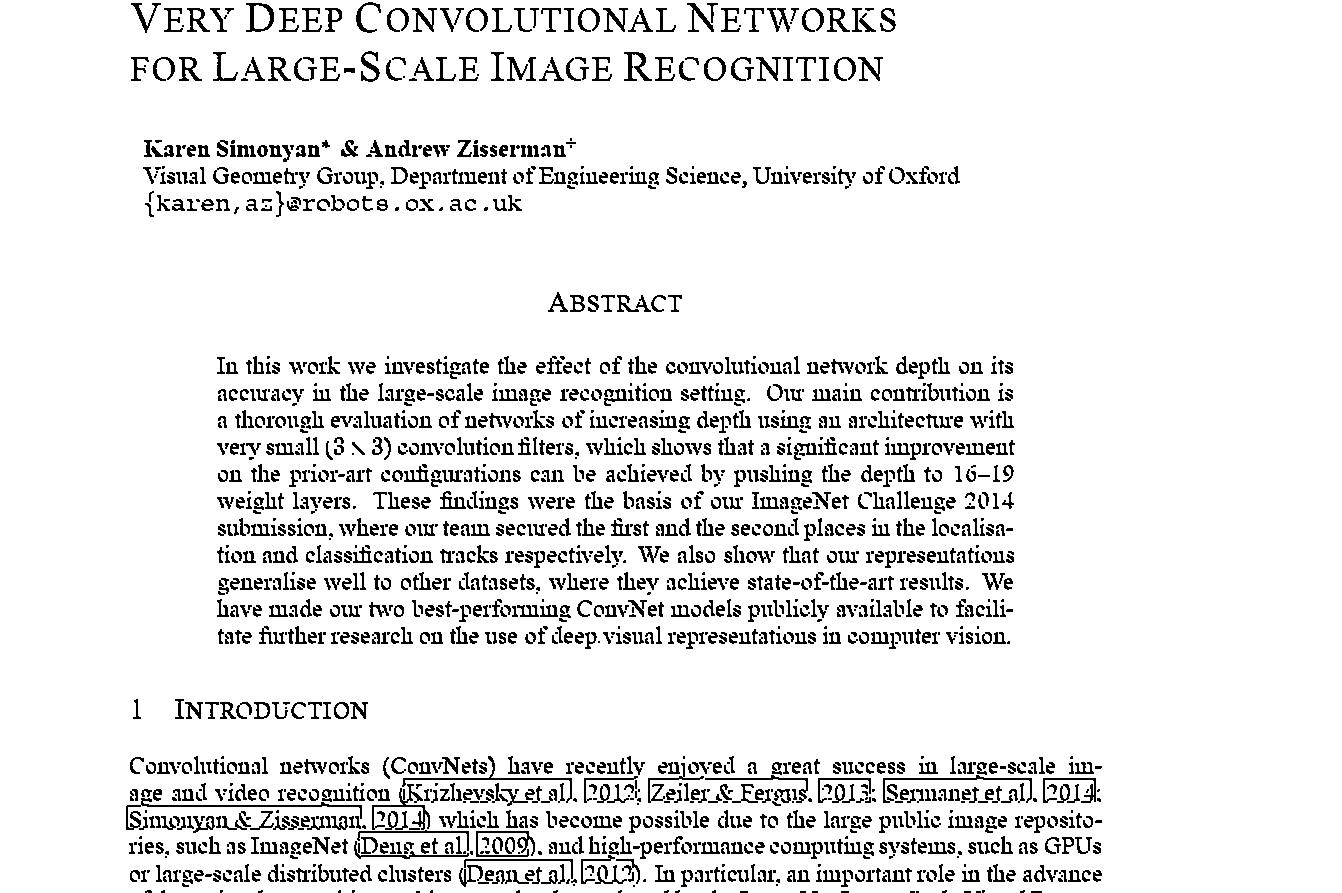 VERY DEEP CONVOLUTIONAL NETWORKS
FOR LARGE-SCALE IMAGE RECOGNITION
Karen Simonyan* & Andrew Zisserman+
Visual Geometry Group, Department of Engineering Science, University of Oxford
{karen,az}@robots.ox.ac.uk
ABSTRACT
In this work we investigate the effect of the convolutional network depth on its
accuracy in the large-scale image recognition setting. Our main contribution is
a thorough evaluation of networks of increasing depth using an architecture with
very small (3 × 3) convolution filters, which shows that a significant improvement
on the prior-art configurations can be achieved by pushing the depth to 16–19
weight layers. These findings were the basis of our ImageNet Challenge 2014
submission, where our team secured the first and the second places in the localisa-
tion and classification tracks respectively. We also show that our representations
generalise well to other datasets, where they achieve state-of-the-art results. We
have made our two best-performing ConvNet models publicly available to facili-
tate further research on the use of deep visual representations in computer vision.
1 INTRODUCTION
Convolutional networks (ConvNets) have recently enjoyed a great success in large-scale im-
age and video recognition (Krizhevsky et al., 2012; Zeiler & Fergus, 2013; Sermanet et al., 2014;
Simonyan & Zisserman, 2014) which has become possible due to the large public image reposito-
ries, such as ImageNet (Deng et al., 2009), and high-performance computing systems, such as GPUs
or large-scale distributed clusters (Dean et al., 2012). In particular, an important role in the advance